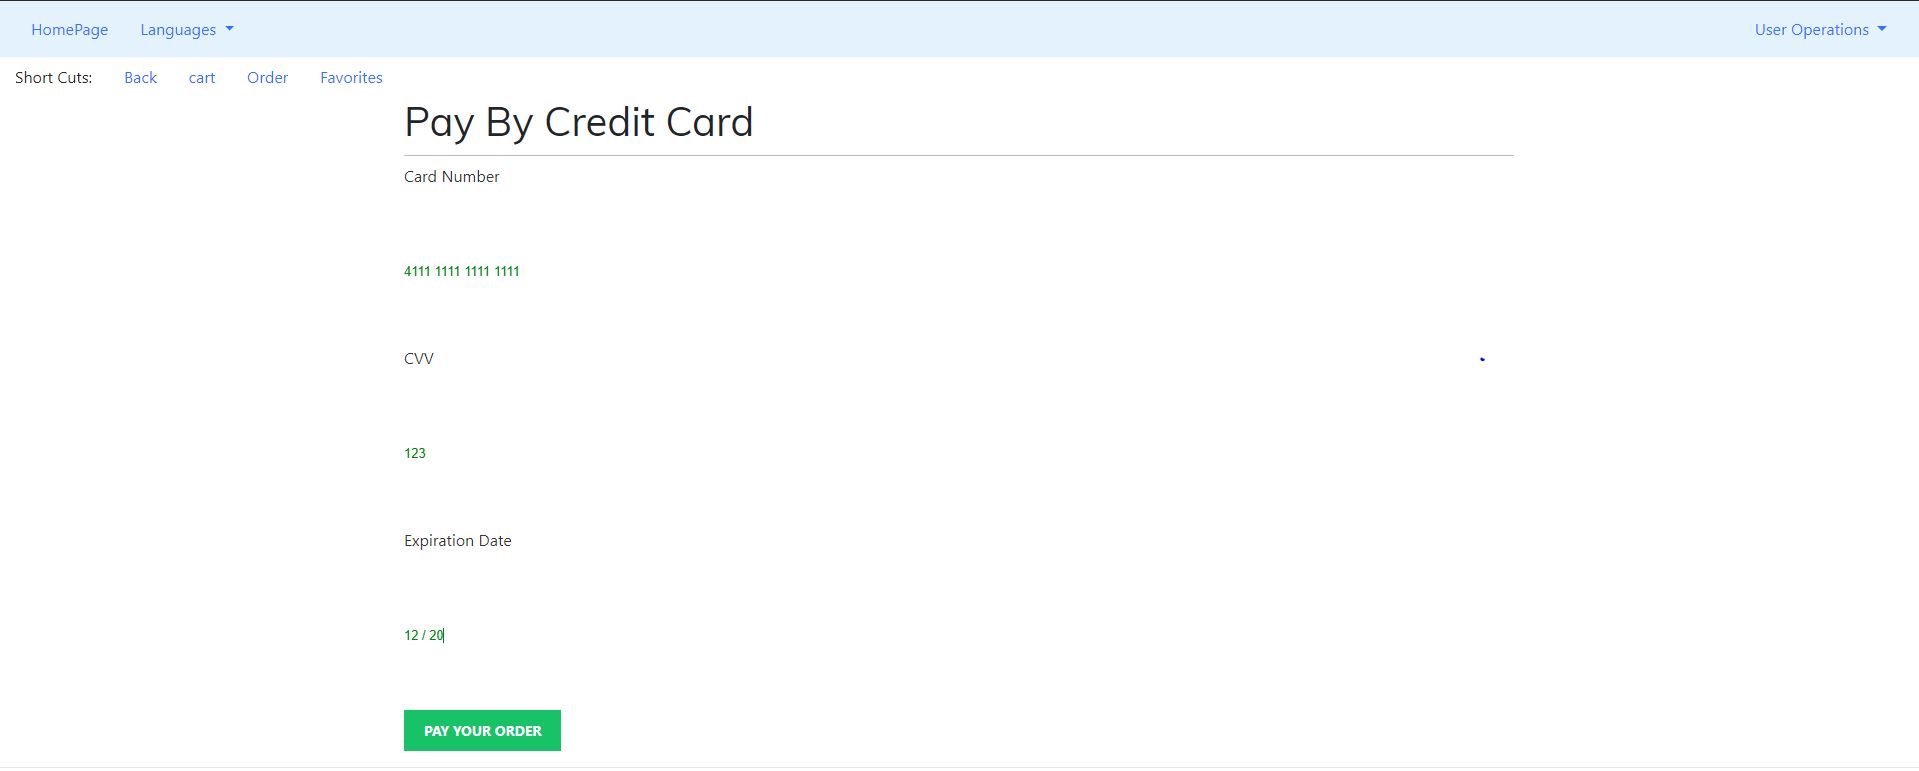 HomePage Languages User Operations
Short Cuts: Back cart Order Favorites
Pay By Credit Card
Card Number
4111 1111 1111 1111
CVV
123
Expiration Date
12 / 20
PAY YOUR ORDER